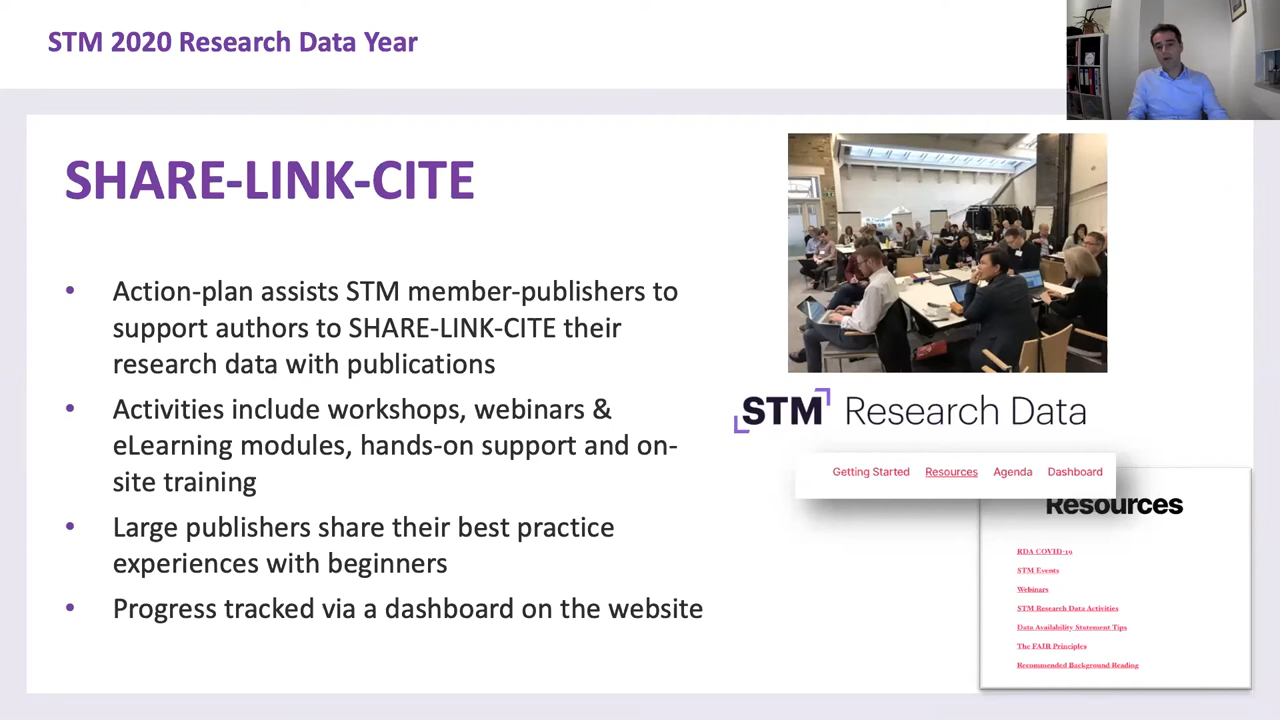 STM 2020 Research Data Year
SHARE-LINK-CITE
• Action-plan assists STM member-publishers to
support authors to SHARE-LINK-CITE their
research data with publications
• Activities include workshops, webinars &
eLearning modules, hands-on support and on-
site training
• Large publishers share their best practice
experiences with beginners
• Progress tracked via a dashboard on the website
STM Research Data
Getting Started Resources Agenda Dashboard
Resources
RDA COVID-19
STM Events
Webinars
STM Research Data Activities
Data Availability Statement Tips
The FAIR Principles
Recommended Background Reading